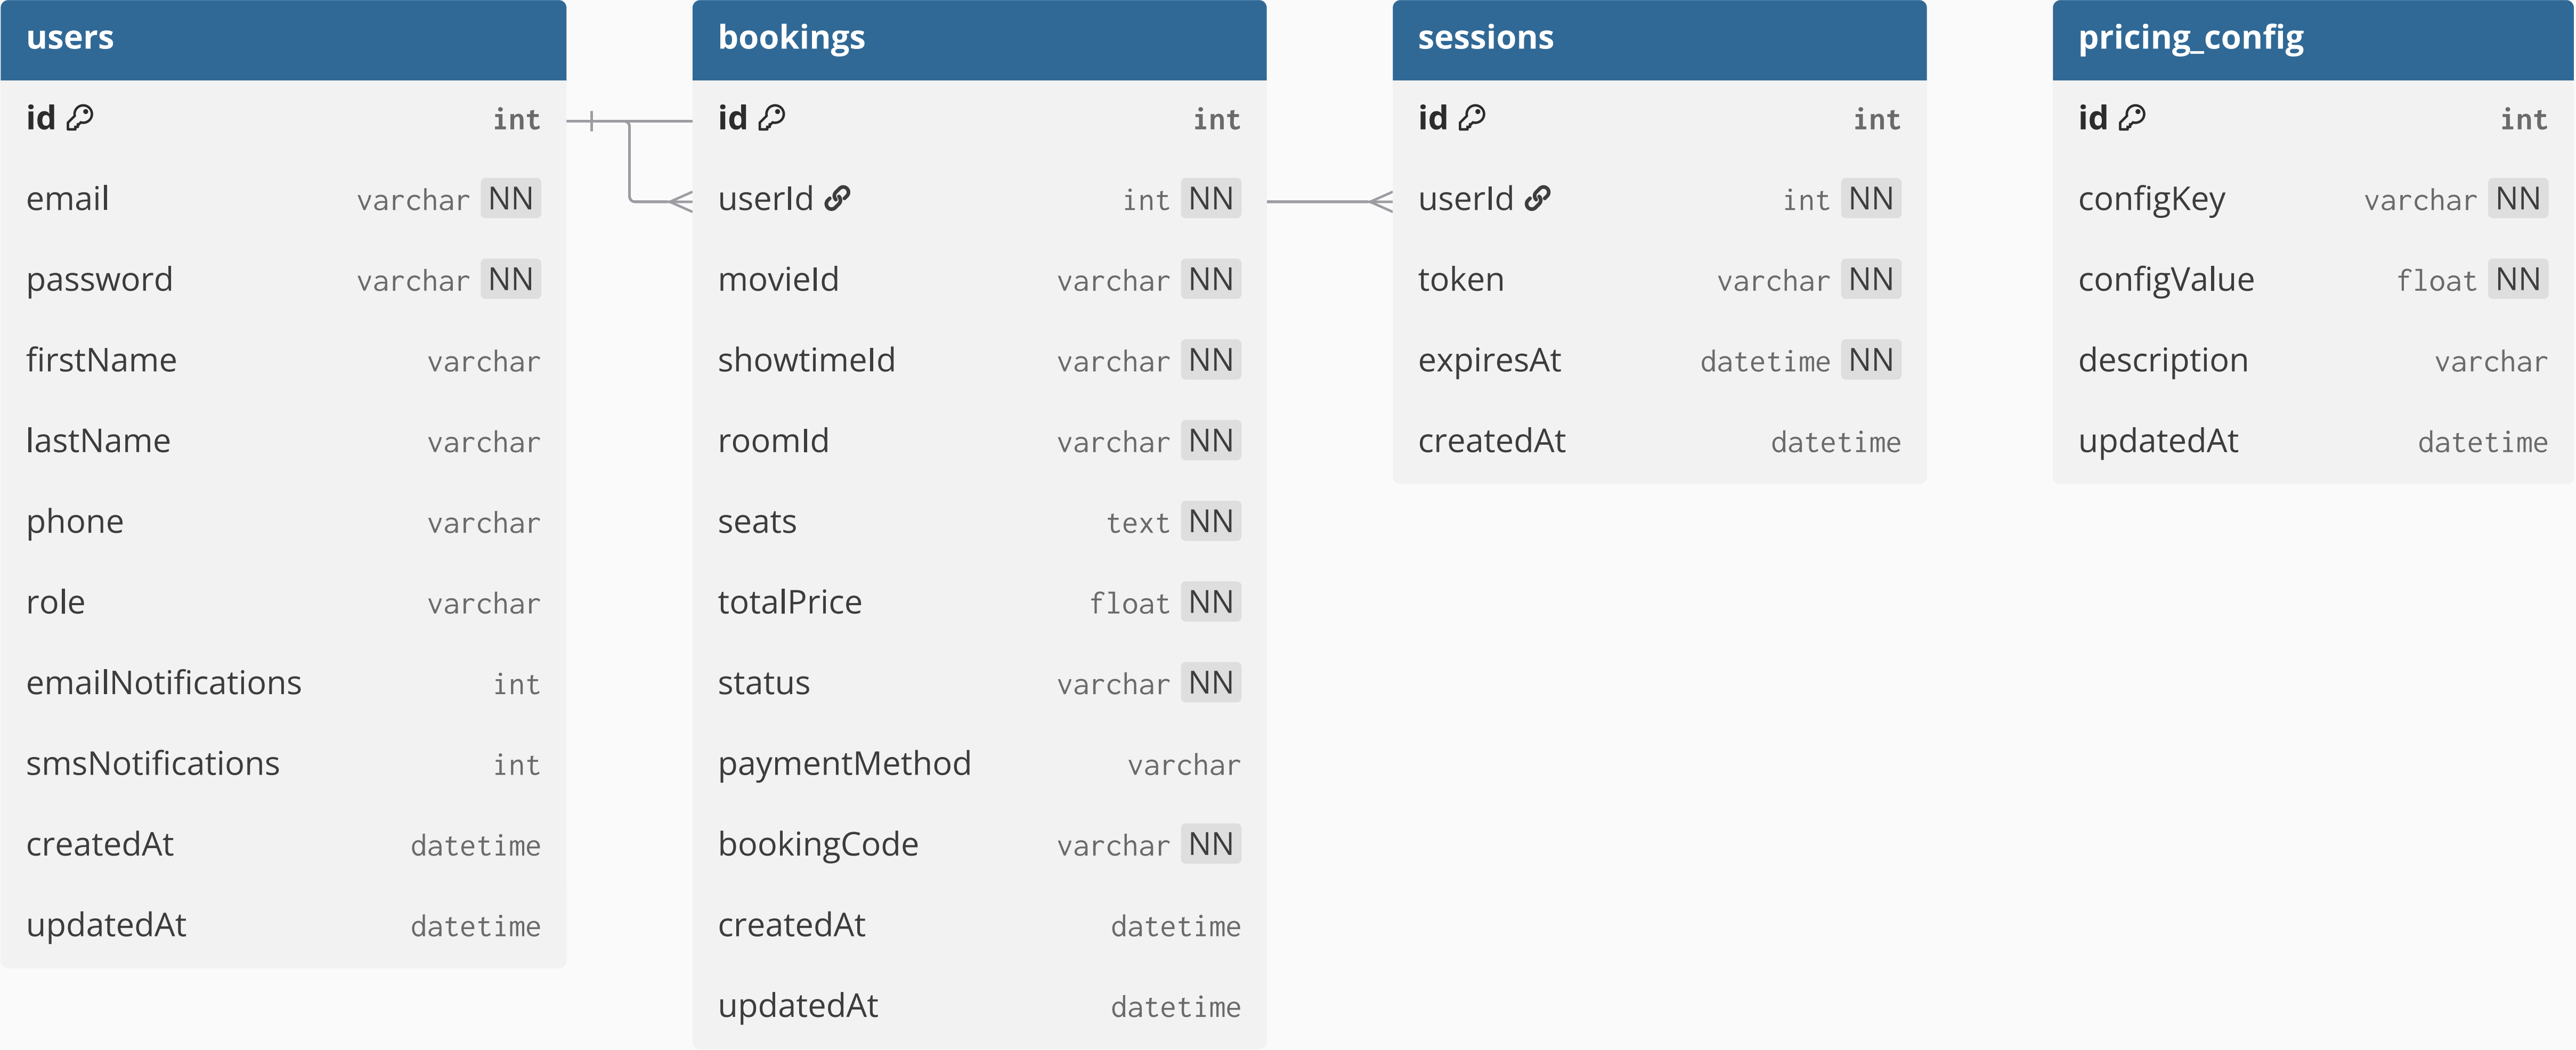 users
id int
email varchar NN
password varchar NN
firstName varchar
lastName varchar
phone varchar
role varchar
emailNotifications int
smsNotifications int
createdAt datetime
updatedAt datetime
bookings
id int
userId int NN
movieId varchar NN
showtimeId varchar NN
roomId varchar NN
seats text NN
totalPrice float NN
status varchar NN
paymentMethod varchar
bookingCode varchar NN
createdAt datetime
updatedAt datetime
sessions
id int
userId int NN
token varchar NN
expiresAt datetime NN
createdAt datetime
pricing_config
id int
configKey varchar NN
configValue float NN
description varchar
updatedAt datetime